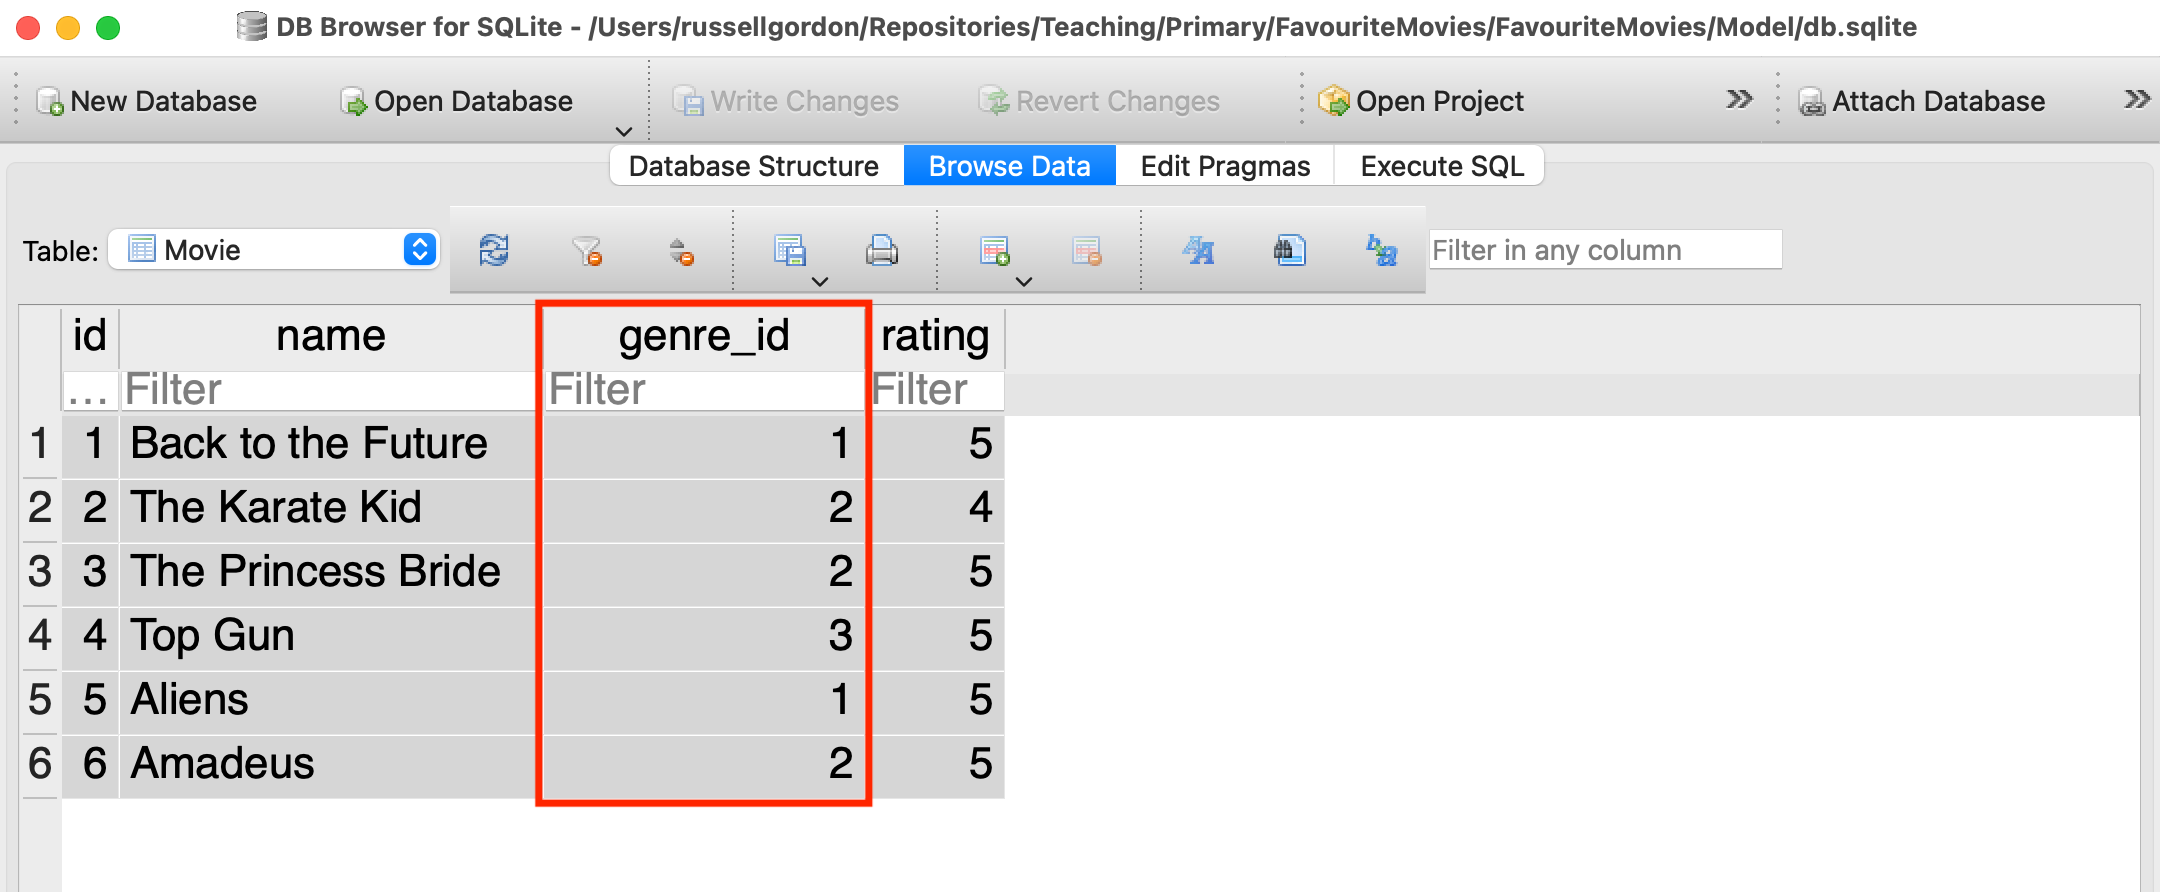 DB Browser for SQLite - /Users/russellgordon/Repositories/Teaching/Primary/FavouriteMovies/FavouriteMovies/Model/db.sqlite
New Database Open Database Write Changes Revert Changes Open Project » Attach Database »
Database Structure Browse Data Edit Pragmas Execute SQL
Table: Movie Filter in any column
id name genre_id rating
... Filter Filter Filter
1 1 Back to the Future 1 5
2 2 The Karate Kid 2 4
3 3 The Princess Bride 2 5
4 4 Top Gun 3 5
5 5 Aliens 1 5
6 6 Amadeus 2 5